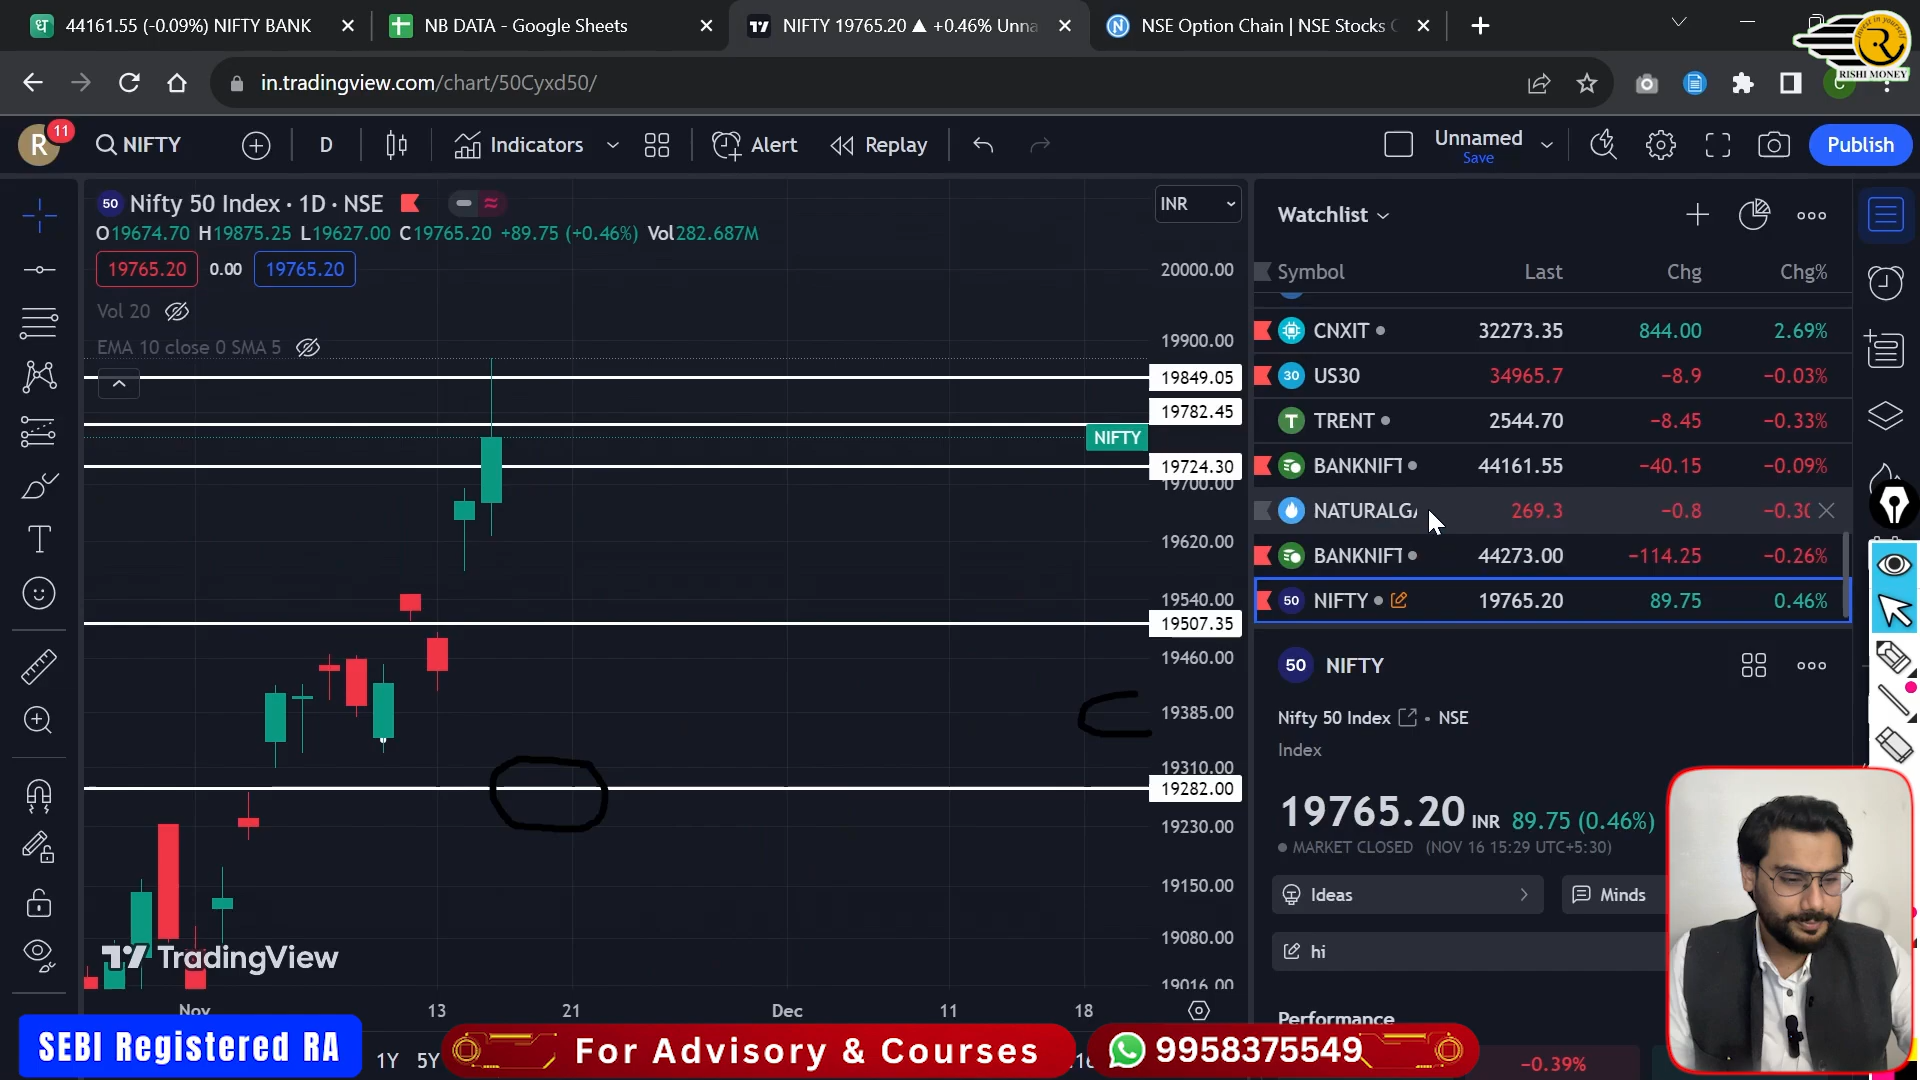 44161.55 (-0.09%) NIFTY BANK
NB DATA - Google Sheets
NIFTY 19765.20 ▲ +0.46% Unna
NSE Option Chain | NSE Stocks
RISHI MONEY
in.tradingview.com/chart/50Cyxd50/
R
11
NIFTY
D
Indicators
Alert
Replay
Unnamed
Save
Publish
50 Nifty 50 Index · 1D · NSE
O19674.70 H19875.25 L19627.00 C19765.20 +89.75 (+0.46%) Vol282.687M
19765.20 0.00 19765.20
Vol 20
EMA 10 close 0 SMA 5
INR
20000.00
19900.00
19849.05
19782.45
NIFTY
19724.30
19700.00
19620.00
19540.00
19507.35
19460.00
19385.00
19310.00
19282.00
19230.00
19150.00
19080.00
19016.00
TradingView
Nov 13 21 Dec 11 18
1Y 5Y
Watchlist
Symbol Last Chg Chg%
CNXIT 32273.35 844.00 2.69%
30 US30 34965.7 −8.9 −0.03%
T TRENT 2544.70 −8.45 −0.33%
BANKNIFT 44161.55 −40.15 −0.09%
NATURALGA 269.3 −0.8 −0.30
BANKNIFT 44273.00 −114.25 −0.26%
50 NIFTY 19765.20 89.75 0.46%
50 NIFTY
Nifty 50 Index · NSE
Index
19765.20 INR 89.75 (0.46%)
MARKET CLOSED (NOV 16 15:29 UTC+5:30)
Ideas
Minds
hi
Performance
−0.39%
SEBI Registered RA
For Advisory & Courses
9958375549